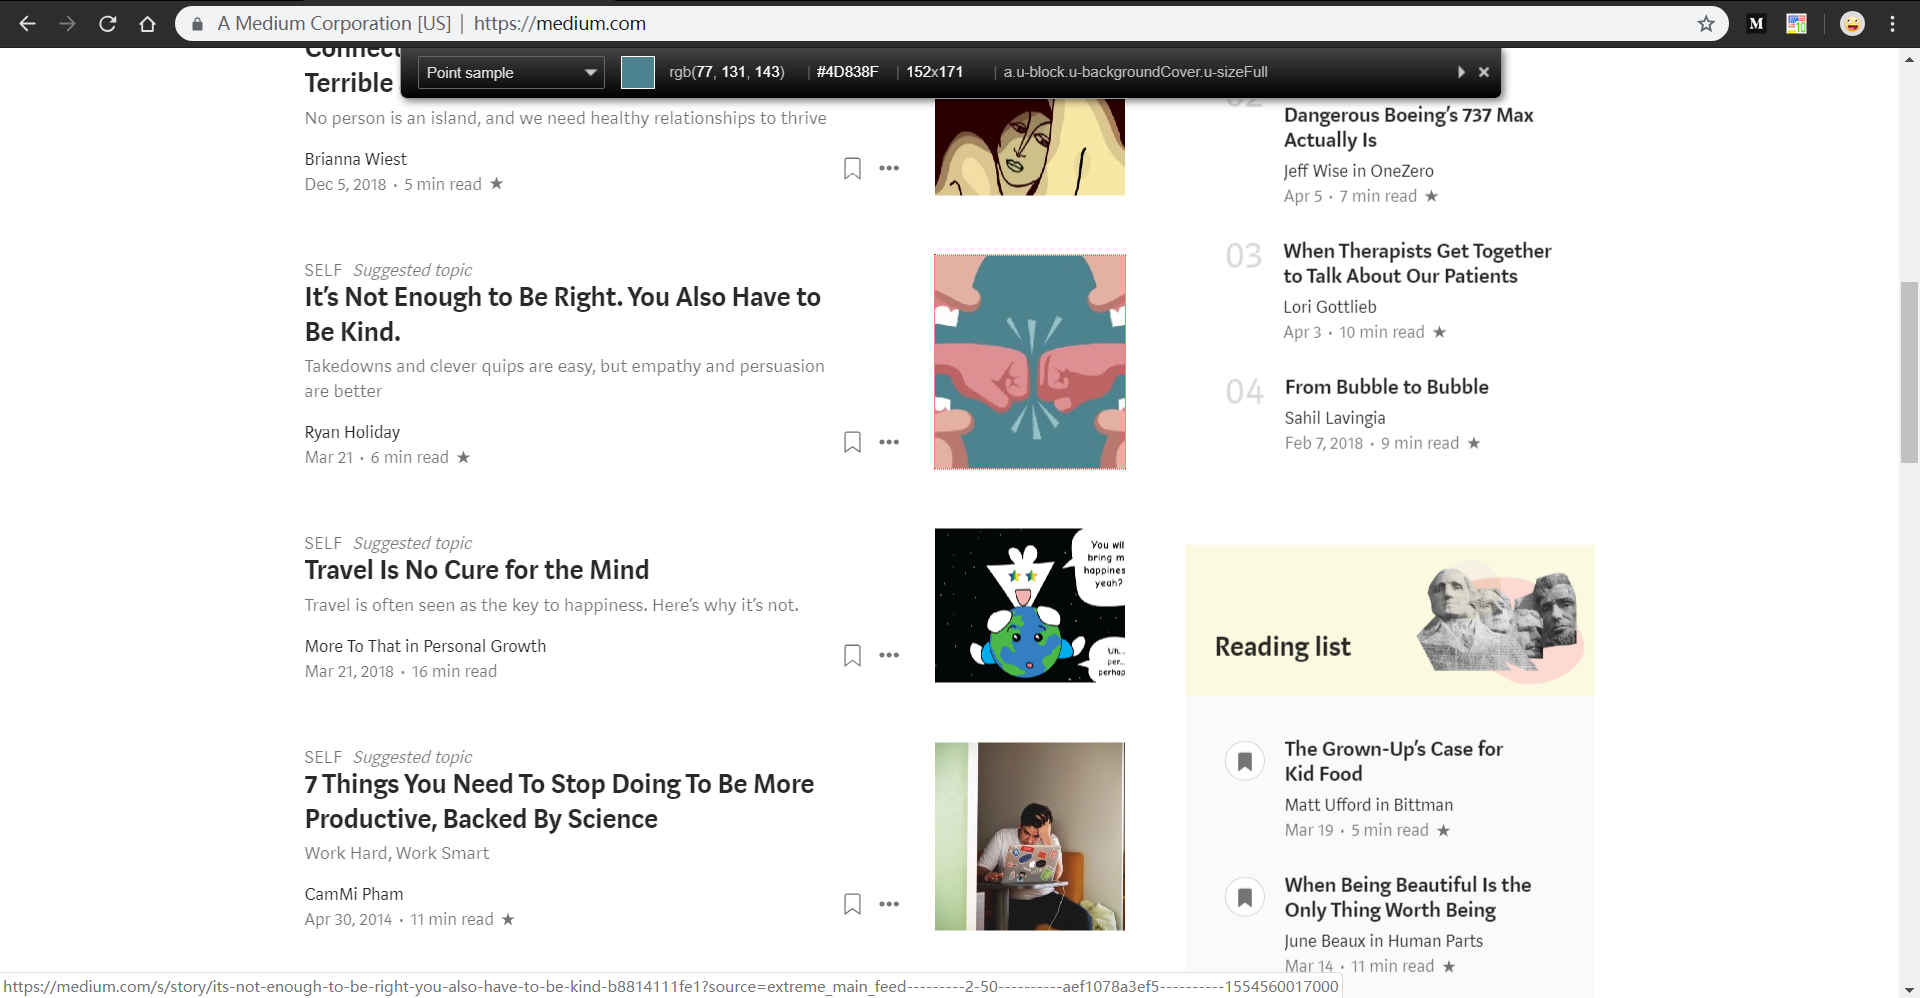 A Medium Corporation [US] | https://medium.com
M
10
Point sample
rgb(77, 131, 143) | #4D838F | 152x171 | a.u-block.u-backgroundCover.u-sizeFull
Terrible
No person is an island, and we need healthy relationships to thrive
Brianna Wiest
Dec 5, 2018 · 5 min read ★
SELF Suggested topic
It’s Not Enough to Be Right. You Also Have to
Be Kind.
Takedowns and clever quips are easy, but empathy and persuasion
are better
Ryan Holiday
Mar 21 · 6 min read ★
SELF Suggested topic
Travel Is No Cure for the Mind
Travel is often seen as the key to happiness. Here’s why it’s not.
More To That in Personal Growth
Mar 21, 2018 · 16 min read
You wil
bring m
happines
yeah?
Uh...
per...
perhap
SELF Suggested topic
7 Things You Need To Stop Doing To Be More
Productive, Backed By Science
Work Hard, Work Smart
CamMi Pham
Apr 30, 2014 · 11 min read ★
02
Dangerous Boeing’s 737 Max
Actually Is
Jeff Wise in OneZero
Apr 5 · 7 min read ★
03
When Therapists Get Together
to Talk About Our Patients
Lori Gottlieb
Apr 3 · 10 min read ★
04
From Bubble to Bubble
Sahil Lavingia
Feb 7, 2018 · 9 min read ★
Reading list
The Grown-Up’s Case for
Kid Food
Matt Ufford in Bittman
Mar 19 · 5 min read ★
When Being Beautiful Is the
Only Thing Worth Being
June Beaux in Human Parts
Mar 14 · 11 min read ★
https://medium.com/s/story/its-not-enough-to-be-right-you-also-have-to-be-kind-b8814111fe1?source=extreme_main_feed---------2-50----------aef1078a3ef5----------1554560017000